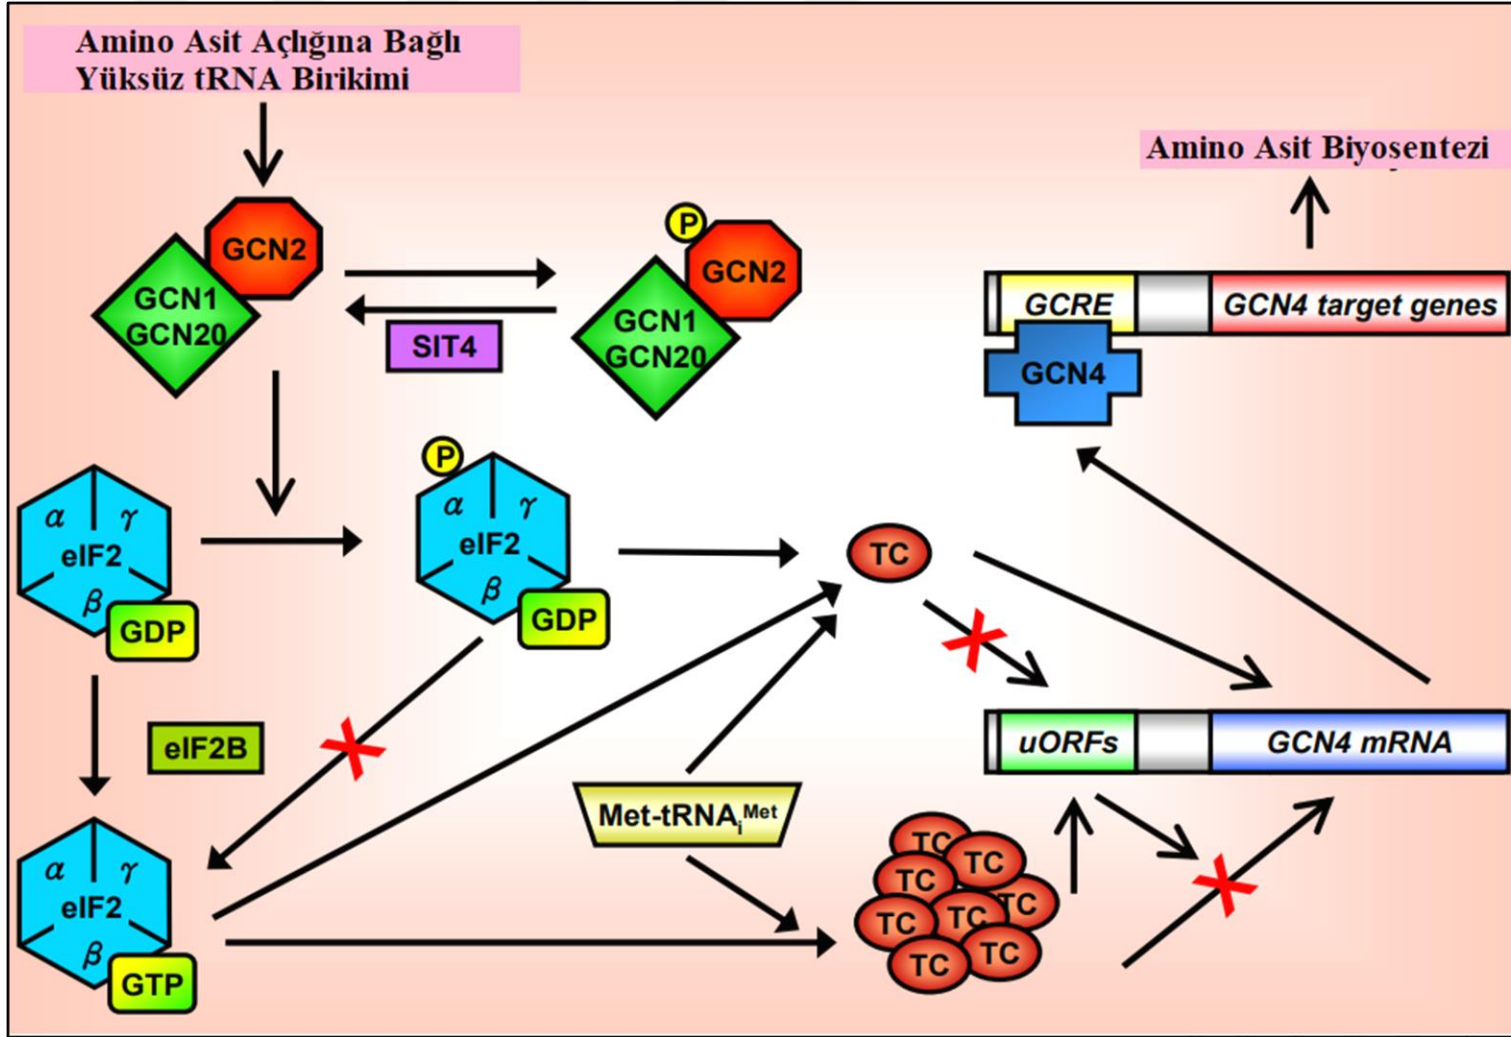 Amino Asit Açlığına Bağlı
Yüksüz tRNA Birikimi
Amino Asit Biyosentezi
GCN2
GCN1
GCN20
SIT4
P
GCN2
GCN1
GCN20
GCRE
GCN4 target genes
GCN4
α γ
eIF2
β
GDP
P
α γ
eIF2
β
GDP
TC
eIF2B
uORFs
GCN4 mRNA
Met-tRNAiMet
α γ
eIF2
β
GTP
TC
TC
TC
TC
TC
TC
TC
TC